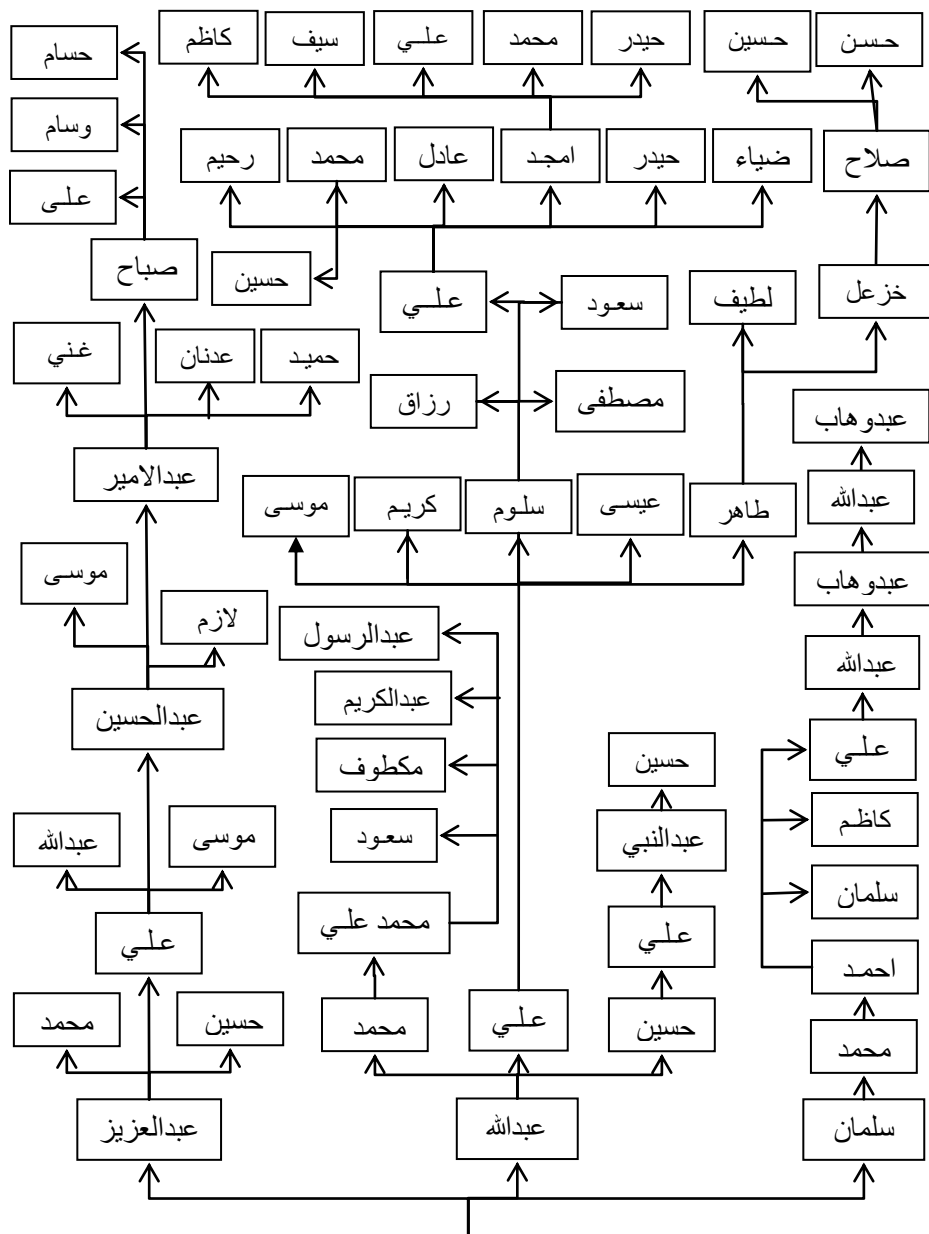 حسن
حسين
حيدر
محمد
علي
سيف
كاظم
حسام
وسام
على
صلاح
ضياء
حيدر
امجد
عادل
محمد
رحيم
صباح
حسين
علي
سعود
لطيف
خزعل
غني
عدنان
حميد
رزاق
مصطفى
عبدوهاب
عبدالامير
موسى
كريم
سلوم
عيسى
طاهر
عبدالله
موسى
لازم
عبدوهاب
عبدالرسول
عبدالله
عبدالحسين
عبدالكريم
علي
مكطوف
حسين
كاظم
عبدالله
موسى
سعود
عبدالنبي
سلمان
علي
محمد علي
علي
احمد
محمد
حسين
محمد
علي
حسين
محمد
عبدالعزيز
عبدالله
سلمان